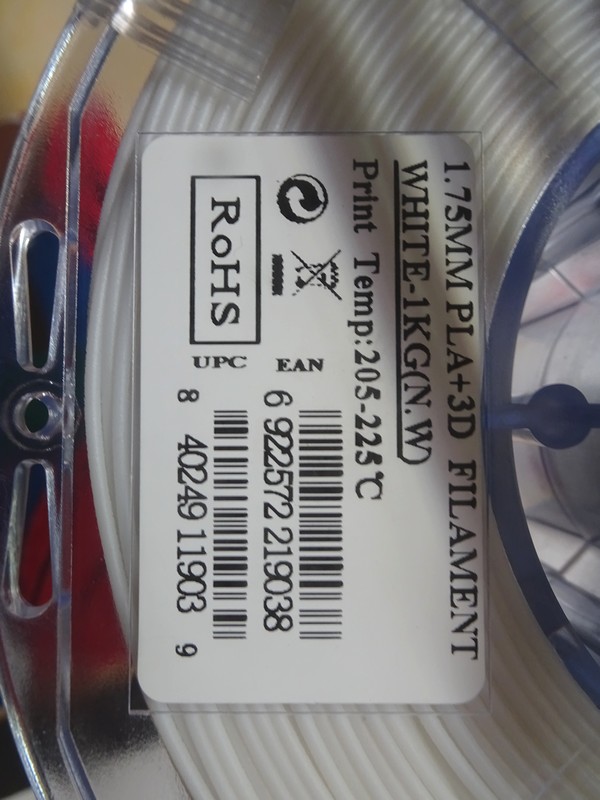 1.75MM PLA+3D FILAMENT
WHITE-1KG(N.W)
Print Temp:205-225℃
RoHS
EAN
6 922572 219038
UPC
8 40249 11903 9